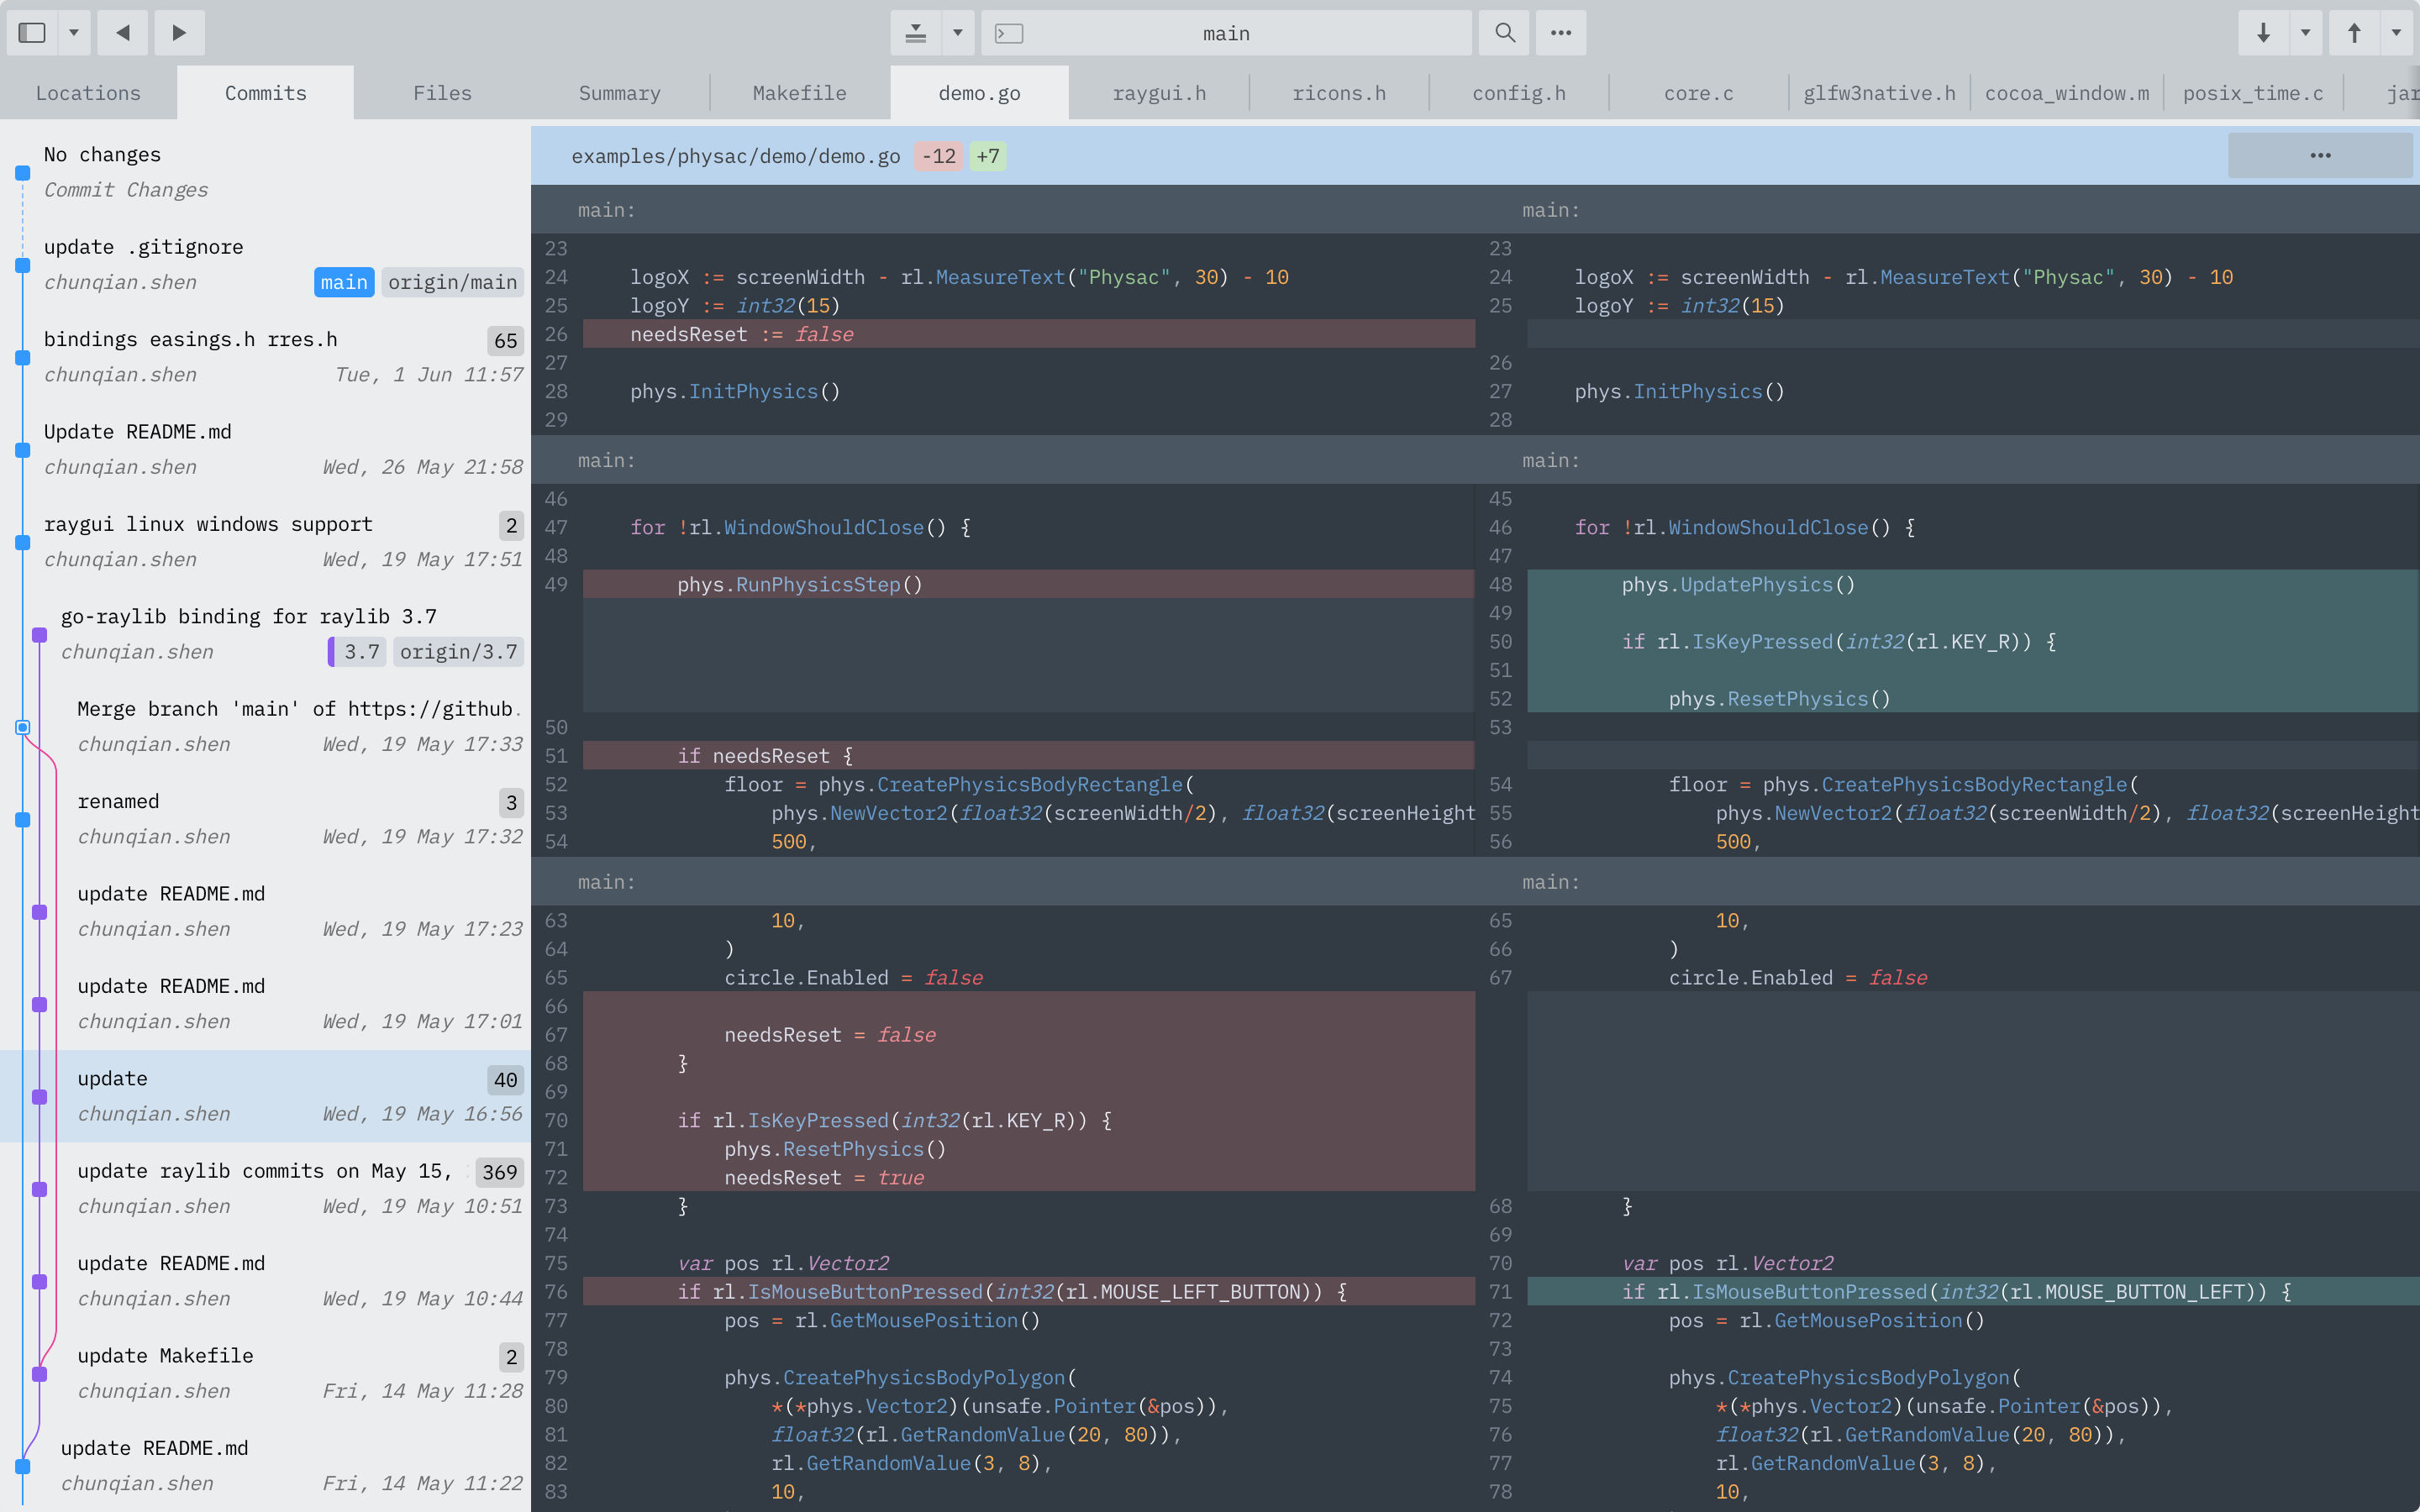 main
Locations Commits Files Summary Makefile demo.go raygui.h ricons.h config.h core.c glfw3native.h cocoa_window.m posix_time.c
No changes
Commit Changes
update .gitignore
chunqian.shen main origin/main
bindings easings.h rres.h 65
chunqian.shen Tue, 1 Jun 11:57
Update README.md
chunqian.shen Wed, 26 May 21:58
raygui linux windows support 2
chunqian.shen Wed, 19 May 17:51
go-raylib binding for raylib 3.7
chunqian.shen 3.7 origin/3.7
Merge branch 'main' of https://github.
chunqian.shen Wed, 19 May 17:33
renamed 3
chunqian.shen Wed, 19 May 17:32
update README.md
chunqian.shen Wed, 19 May 17:23
update README.md
chunqian.shen Wed, 19 May 17:01
update 40
chunqian.shen Wed, 19 May 16:56
update raylib commits on May 15, 369
chunqian.shen Wed, 19 May 10:51
update README.md
chunqian.shen Wed, 19 May 10:44
update Makefile 2
chunqian.shen Fri, 14 May 11:28
update README.md
chunqian.shen Fri, 14 May 11:22
examples/physac/demo/demo.go -12 +7
main:
23
24 logoX := screenWidth - rl.MeasureText("Physac", 30) - 10
25 logoY := int32(15)
26 needsReset := false
27
28 phys.InitPhysics()
29
main:
46
47 for !rl.WindowShouldClose() {
48
49 phys.RunPhysicsStep()
50
51 if needsReset {
52 floor = phys.CreatePhysicsBodyRectangle(
53 phys.NewVector2(float32(screenWidth/2), float32(screenHeight
54 500,
main:
63 10,
64 )
65 circle.Enabled = false
66
67 needsReset = false
68 }
69
70 if rl.IsKeyPressed(int32(rl.KEY_R)) {
71 phys.ResetPhysics()
72 needsReset = true
73 }
74
75 var pos rl.Vector2
76 if rl.IsMouseButtonPressed(int32(rl.MOUSE_LEFT_BUTTON)) {
77 pos = rl.GetMousePosition()
78
79 phys.CreatePhysicsBodyPolygon(
80 *(*phys.Vector2)(unsafe.Pointer(&pos)),
81 float32(rl.GetRandomValue(20, 80)),
82 rl.GetRandomValue(3, 8),
83 10,
main:
23
24 logoX := screenWidth - rl.MeasureText("Physac", 30) - 10
25 logoY := int32(15)
26
27 phys.InitPhysics()
28
main:
45
46 for !rl.WindowShouldClose() {
47
48 phys.UpdatePhysics()
49
50 if rl.IsKeyPressed(int32(rl.KEY_R)) {
51
52 phys.ResetPhysics()
53
54 floor = phys.CreatePhysicsBodyRectangle(
55 phys.NewVector2(float32(screenWidth/2), float32(screenHeight
56 500,
main:
65 10,
66 )
67 circle.Enabled = false
68 }
69
70 var pos rl.Vector2
71 if rl.IsMouseButtonPressed(int32(rl.MOUSE_BUTTON_LEFT)) {
72 pos = rl.GetMousePosition()
73
74 phys.CreatePhysicsBodyPolygon(
75 *(*phys.Vector2)(unsafe.Pointer(&pos)),
76 float32(rl.GetRandomValue(20, 80)),
77 rl.GetRandomValue(3, 8),
78 10,